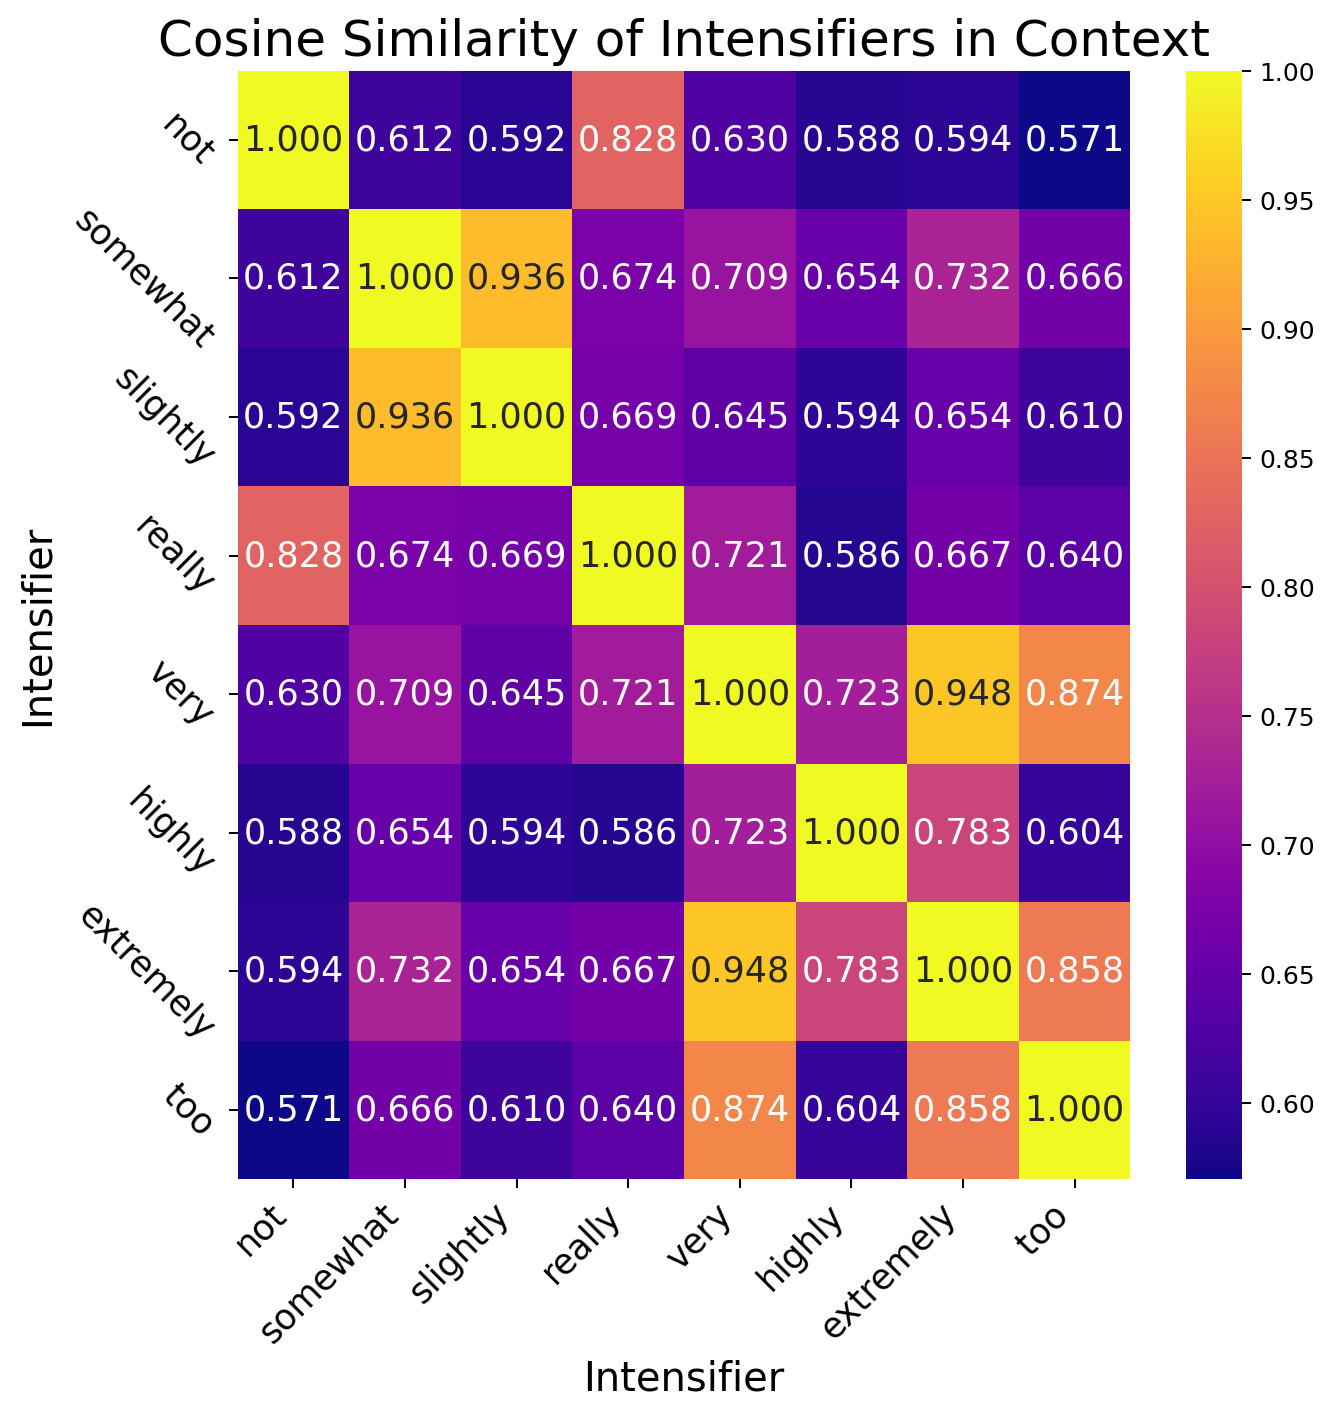 Cosine Similarity of Intensifiers in Context
not 1.000 0.612 0.592 0.828 0.630 0.588 0.594 0.571
somewhat 0.612 1.000 0.936 0.674 0.709 0.654 0.732 0.666
slightly 0.592 0.936 1.000 0.669 0.645 0.594 0.654 0.610
really 0.828 0.674 0.669 1.000 0.721 0.586 0.667 0.640
very 0.630 0.709 0.645 0.721 1.000 0.723 0.948 0.874
highly 0.588 0.654 0.594 0.586 0.723 1.000 0.783 0.604
extremely 0.594 0.732 0.654 0.667 0.948 0.783 1.000 0.858
too 0.571 0.666 0.610 0.640 0.874 0.604 0.858 1.000
not somewhat slightly really very highly extremely too
Intensifier
Intensifier
1.00
0.95
0.90
0.85
0.80
0.75
0.70
0.65
0.60